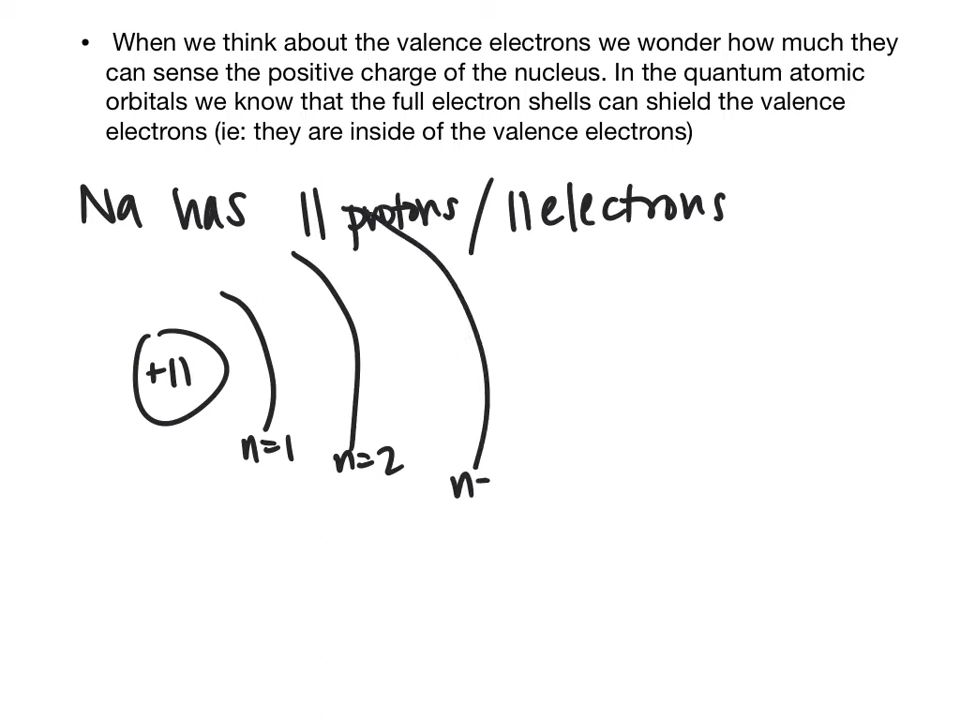 • When we think about the valence electrons we wonder how much they
can sense the positive charge of the nucleus. In the quantum atomic
orbitals we know that the full electron shells can shield the valence
electrons (ie: they are inside of the valence electrons)
Na has 11 protons / 11 electrons
+11
n=1
n=2
n-